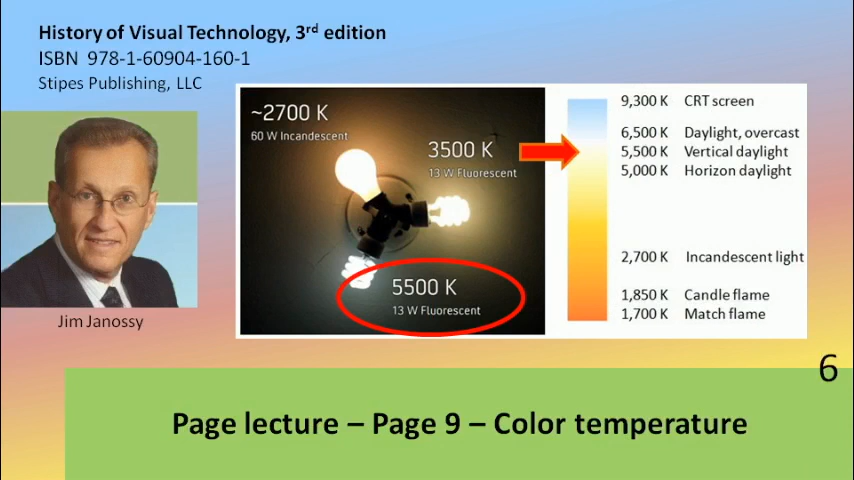 History of Visual Technology, 3rd edition
ISBN 978-1-60904-160-1
Stipes Publishing, LLC
Jim Janossy
~2700 K
60 W Incandescent
3500 K
13 W Fluorescent
5500 K
13 W Fluorescent
9,300 K CRT screen
6,500 K Daylight, overcast
5,500 K Vertical daylight
5,000 K Horizon daylight
2,700 K Incandescent light
1,850 K Candle flame
1,700 K Match flame
6
Page lecture – Page 9 – Color temperature